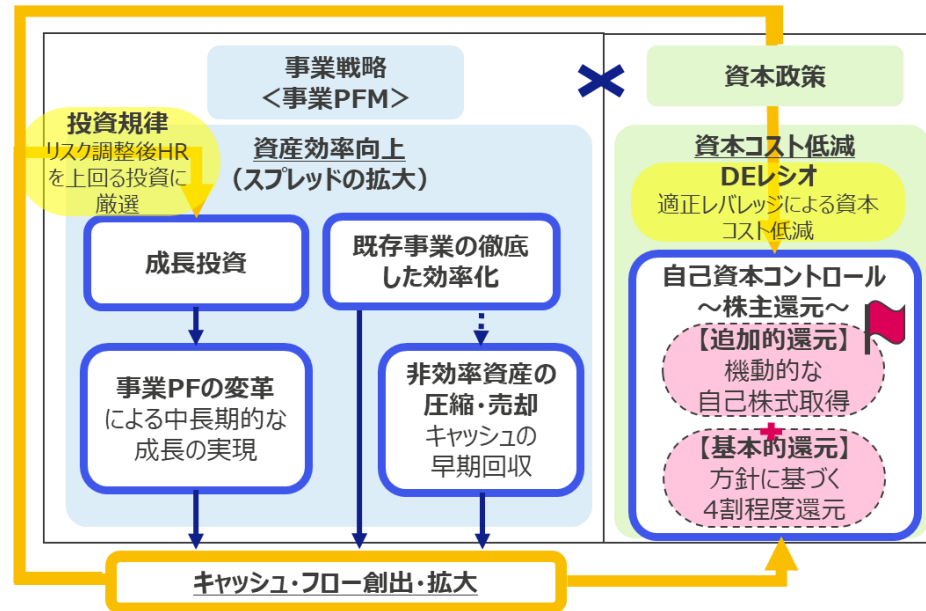 事業戦略
<事業PFM>
資本政策
投資規律
リスク調整後HR
を上回る投資に
厳選
資産効率向上
（スプレッドの拡大）
成長投資
既存事業の徹底
した効率化
事業PFの変革
による中長期的な
成長の実現
非効率資産の
圧縮・売却
キャッシュの
早期回収
資本コスト低減
DEレシオ
適正レバレッジによる資本
コスト低減
自己資本コントロール
～株主還元～
【追加的還元】
機動的な
自己株式取得
【基本的還元】
方針に基づく
4割程度還元
キャッシュ・フロー創出・拡大